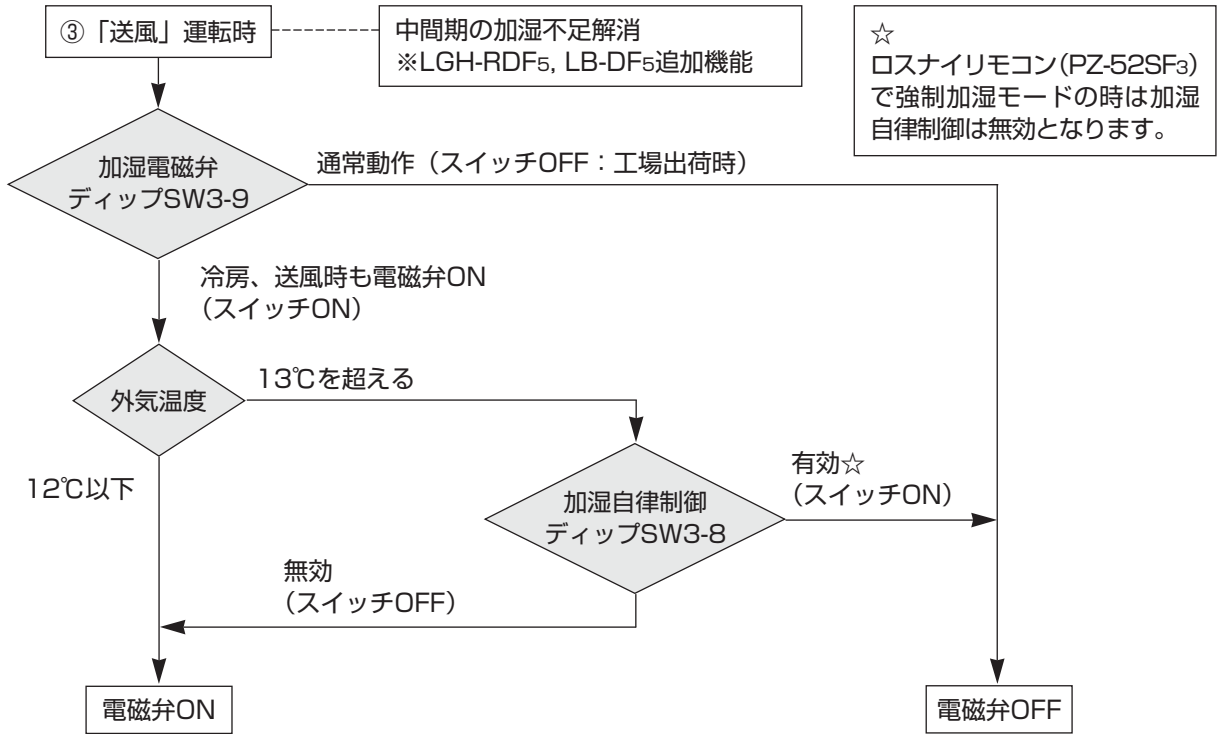 ③「送風」運転時
中間期の加湿不足解消
※LGH-RDF5, LB-DF5追加機能
☆
ロスナイリモコン(PZ-52SF3)
で強制加湿モードの時は加湿
自律制御は無効となります。
加湿電磁弁
ディップSW3-9
通常動作（スイッチOFF：工場出荷時）
冷房、送風時も電磁弁ON
（スイッチON）
外気温度
13℃を超える
12℃以下
加湿自律制御
ディップSW3-8
有効☆
（スイッチON）
無効
（スイッチOFF）
電磁弁ON
電磁弁OFF